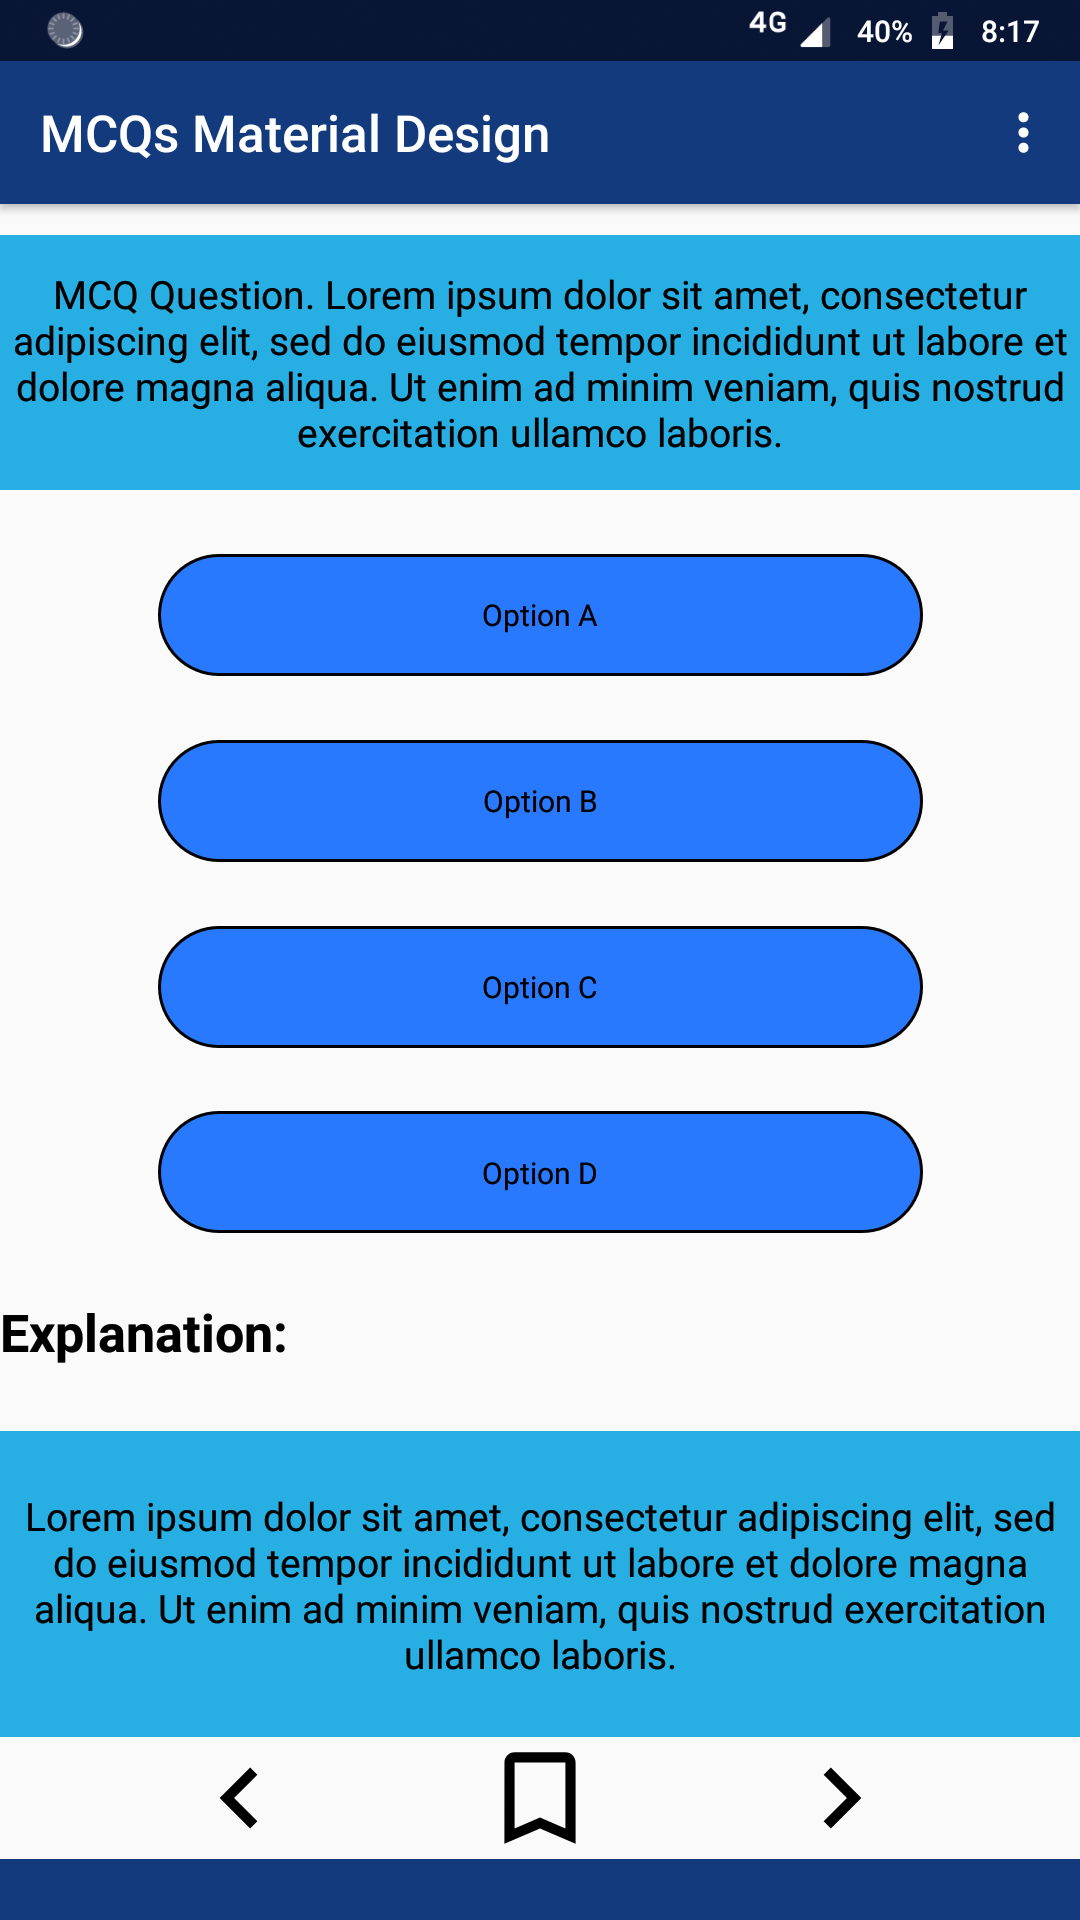 4G 40% 8:17
MCQs Material Design
MCQ Question. Lorem ipsum dolor sit amet, consectetur
adipiscing elit, sed do eiusmod tempor incididunt ut labore et
dolore magna aliqua. Ut enim ad minim veniam, quis nostrud
exercitation ullamco laboris.
Option A
Option B
Option C
Option D
Explanation:
Lorem ipsum dolor sit amet, consectetur adipiscing elit, sed
do eiusmod tempor incididunt ut labore et dolore magna
aliqua. Ut enim ad minim veniam, quis nostrud exercitation
ullamco laboris.